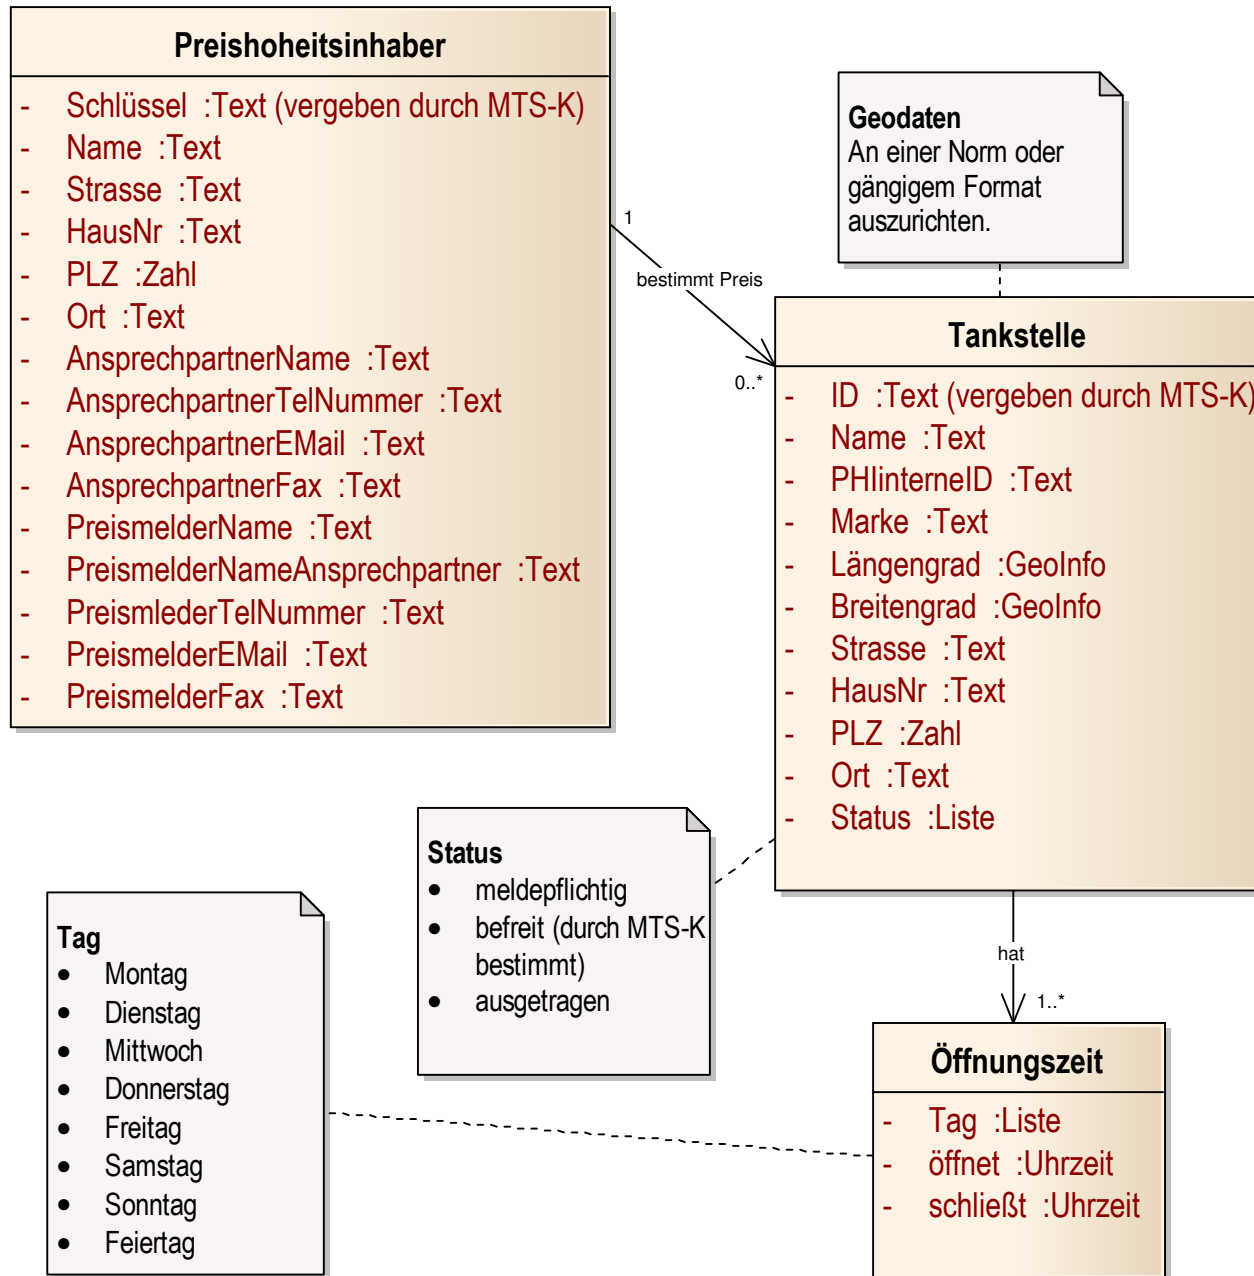 Preishoheitsinhaber
- Schlüssel :Text (vergeben durch MTS-K)
- Name :Text
- Strasse :Text
- HausNr :Text
- PLZ :Zahl
- Ort :Text
- AnsprechpartnerName :Text
- AnsprechpartnerTelNummer :Text
- AnsprechpartnerEMail :Text
- AnsprechpartnerFax :Text
- PreismelderName :Text
- PreismelderNameAnsprechpartner :Text
- PreismlederTelNummer :Text
- PreismelderEMail :Text
- PreismelderFax :Text
1
bestimmt Preis
0..*
Geodaten
An einer Norm oder
gängigem Format
auszurichten.
Tankstelle
- ID :Text (vergeben durch MTS-K)
- Name :Text
- PHIinterneID :Text
- Marke :Text
- Längengrad :GeoInfo
- Breitengrad :GeoInfo
- Strasse :Text
- HausNr :Text
- PLZ :Zahl
- Ort :Text
- Status :Liste
Status
• meldepflichtig
• befreit (durch MTS-K
bestimmt)
• ausgetragen
hat
1..*
Tag
• Montag
• Dienstag
• Mittwoch
• Donnerstag
• Freitag
• Samstag
• Sonntag
• Feiertag
Öffnungszeit
- Tag :Liste
- öffnet :Uhrzeit
- schließt :Uhrzeit